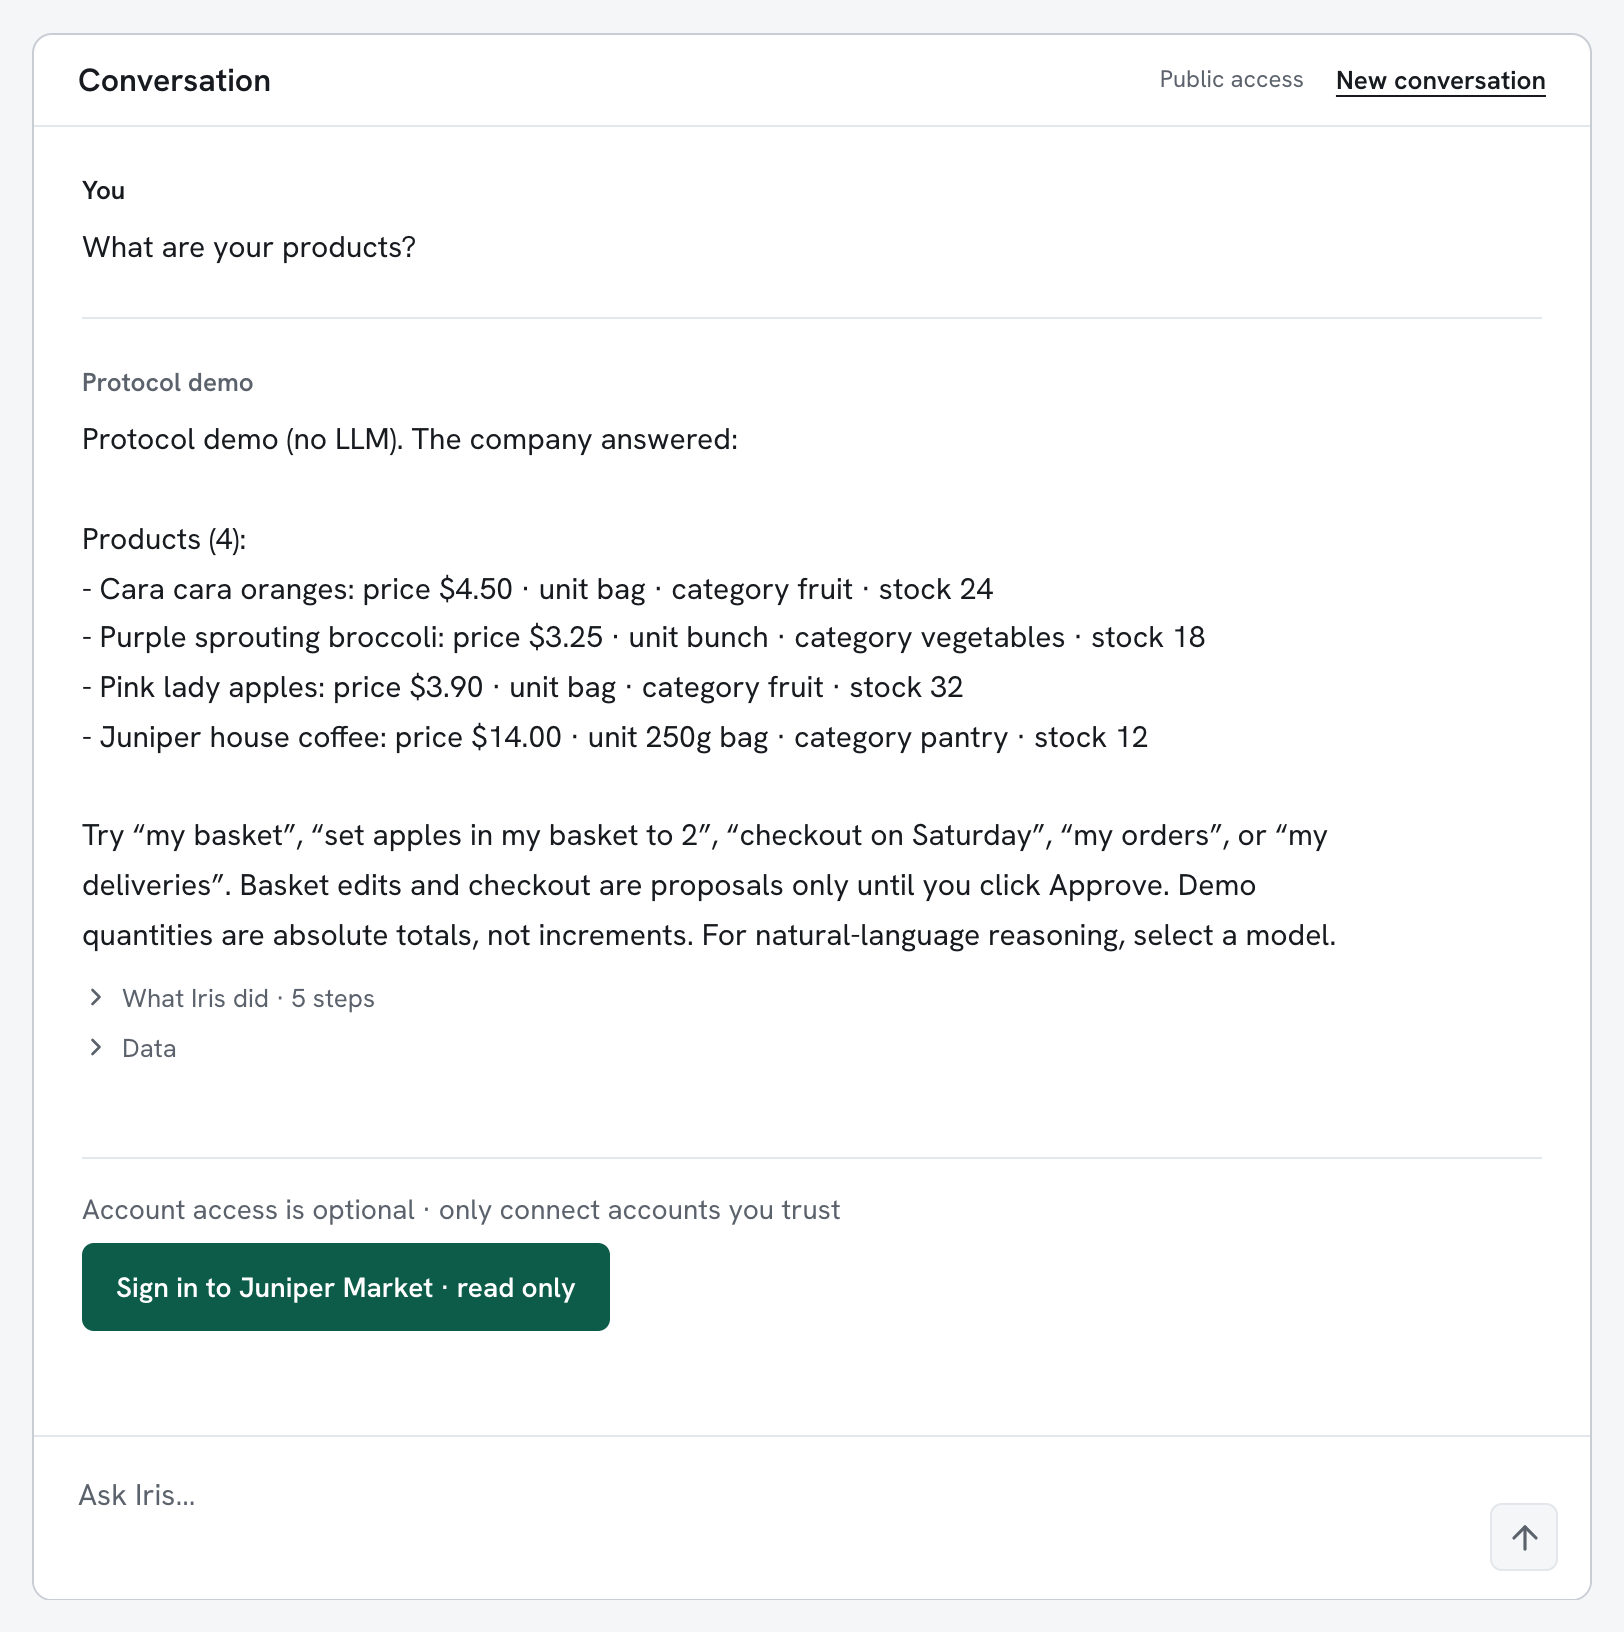 Conversation
Public access
New conversation
You
What are your products?
Protocol demo
Protocol demo (no LLM). The company answered:
Products (4):
- Cara cara oranges: price $4.50 · unit bag · category fruit · stock 24
- Purple sprouting broccoli: price $3.25 · unit bunch · category vegetables · stock 18
- Pink lady apples: price $3.90 · unit bag · category fruit · stock 32
- Juniper house coffee: price $14.00 · unit 250g bag · category pantry · stock 12
Try “my basket”, “set apples in my basket to 2”, “checkout on Saturday”, “my orders”, or “my
deliveries”. Basket edits and checkout are proposals only until you click Approve. Demo
quantities are absolute totals, not increments. For natural-language reasoning, select a model.
What Iris did · 5 steps
Data
Account access is optional · only connect accounts you trust
Sign in to Juniper Market · read only
Ask Iris...